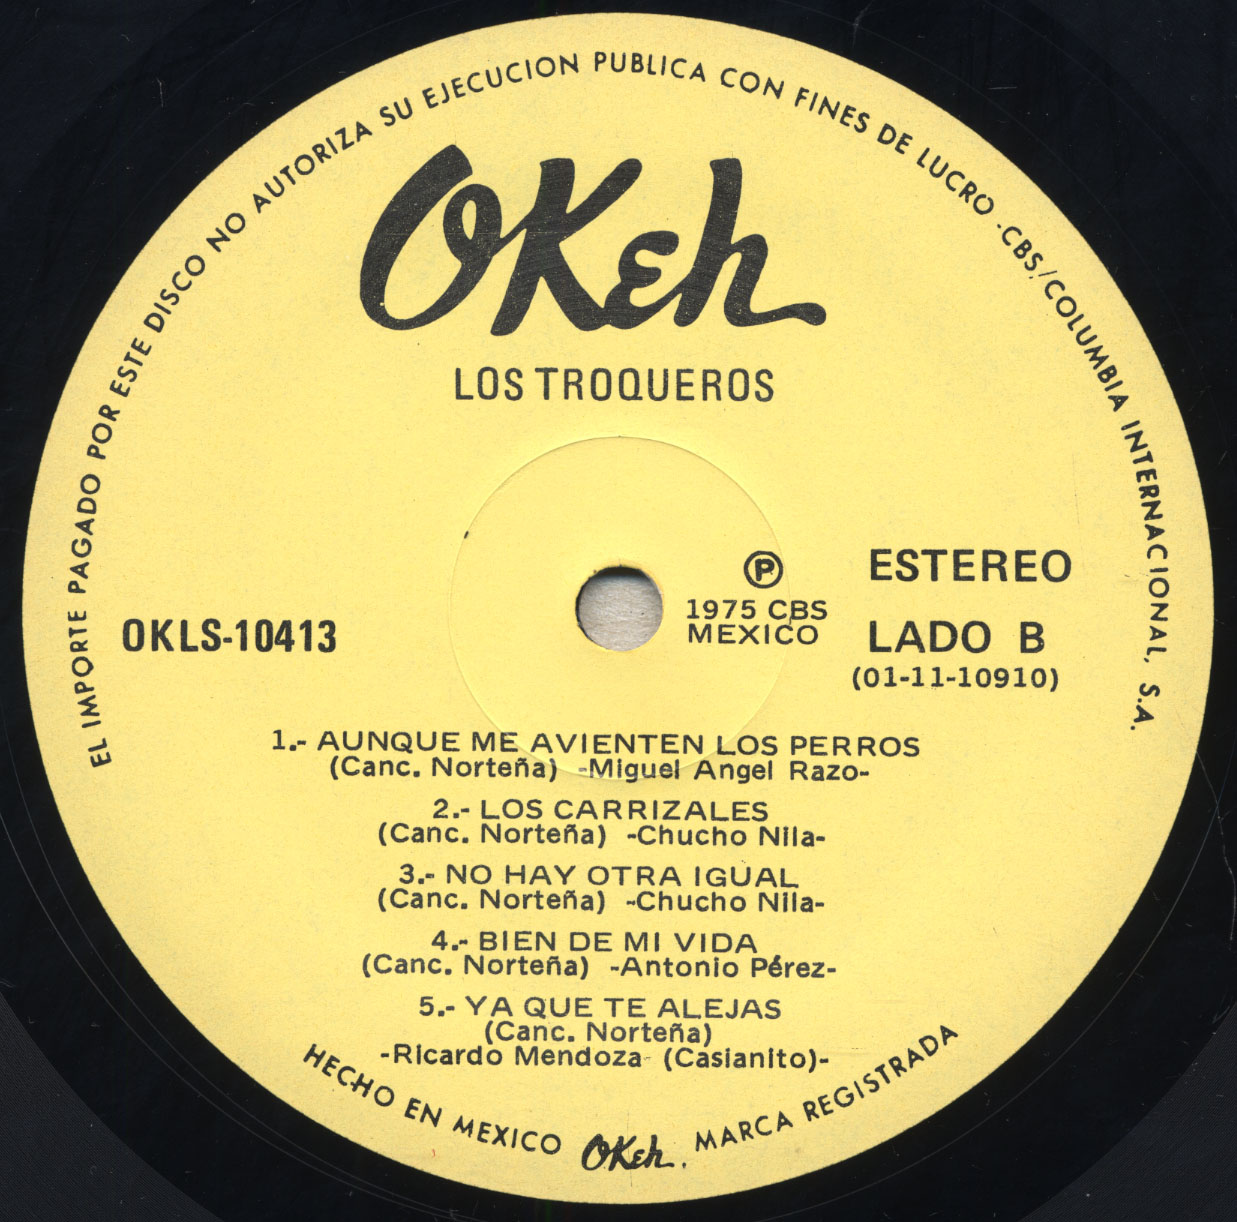 EL IMPORTE PAGADO POR ESTE DISCO NO AUTORIZA SU EJECUCION PUBLICA CON FINES DE LUCRO -CBS/COLUMBIA INTERNACIONAL, S.A.
OKeh
LOS TROQUEROS
OKLS-10413
Ⓟ
1975 CBS
MEXICO
ESTEREO
LADO B
(01-11-10910)
1.- AUNQUE ME AVIENTEN LOS PERROS
(Canc. Norteña) -Miguel Angel Razo-
2.- LOS CARRIZALES
(Canc. Norteña) -Chucho Nila-
3.- NO HAY OTRA IGUAL
(Canc. Norteña) -Chucho Nila-
4.- BIEN DE MI VIDA
(Canc. Norteña) -Antonio Pérez-
5.- YA QUE TE ALEJAS
(Canc. Norteña)
-Ricardo Mendoza (Casianito)-
HECHO EN MEXICO OKeh. MARCA REGISTRADA